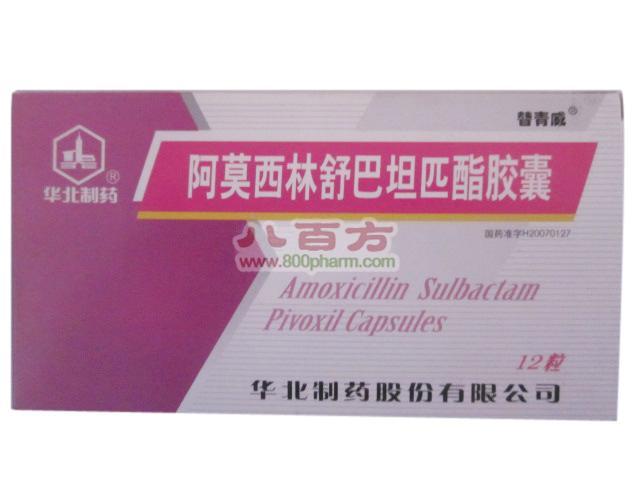 替青威®
®
华北制药
阿莫西林舒巴坦匹酯胶囊
国药准字H20070127
八百方
www.800pharm.com
Amoxicillin Sulbactam
Pivoxil Capsules
12粒
华北制药股份有限公司